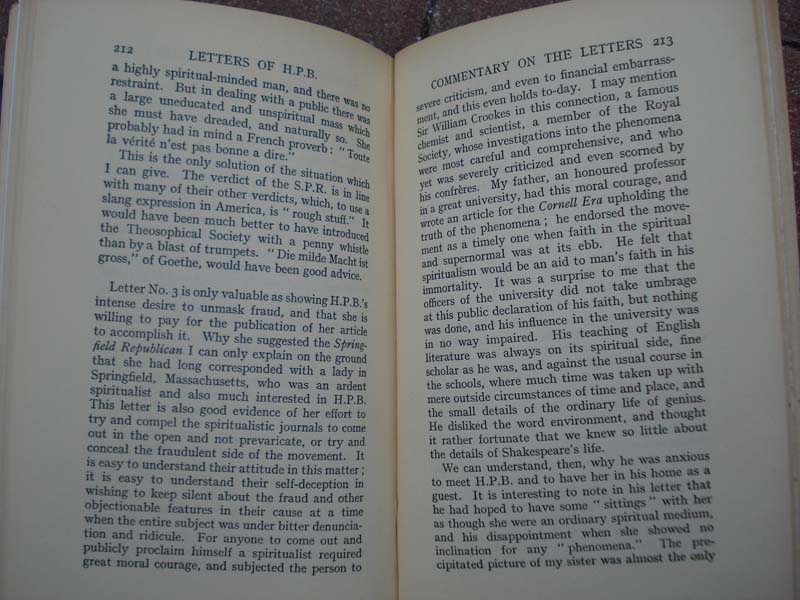 212
LETTERS OF H.P.B.
a highly spiritual-minded man, and there was no
restraint. But in dealing with a public there was
a large uneducated and unspiritual mass which
she must have dreaded, and naturally so. She
probably had in mind a French proverb: "Toute
la vérité n'est pas bonne a dire."
This is the only solution of the situation which
I can give. The verdict of the S.P.R. is in line
with many of their other verdicts, which, to use a
slang expression in America, is "rough stuff." It
would have been much better to have introduced
the Theosophical Society with a penny whistle
than by a blast of trumpets. "Die milde Macht ist
gross," of Goethe, would have been good advice.
Letter No. 3 is only valuable as showing H.P.B.'s
intense desire to unmask fraud, and that she is
willing to pay for the publication of her article
to accomplish it. Why she suggested the Spring-
field Republican I can only explain on the ground
that she had long corresponded with a lady in
Springfield, Massachusetts, who was an ardent
spiritualist and also much interested in H.P.B.
This letter is also good evidence of her effort to
try and compel the spiritualistic journals to come
out in the open and not prevaricate, or try and
conceal the fraudulent side of the movement. It
is easy to understand their attitude in this matter;
it is easy to understand their self-deception in
wishing to keep silent about the fraud and other
objectionable features in their cause at a time
when the entire subject was under bitter denuncia-
tion and ridicule. For anyone to come out and
publicly proclaim himself a spiritualist required
great moral courage, and subjected the person to
COMMENTARY ON THE LETTERS 213
severe criticism, and even to financial embarrass-
ment, and this even holds to-day. I may mention
Sir William Crookes in this connection, a famous
chemist and scientist, a member of the Royal
Society, whose investigations into the phenomena
were most careful and comprehensive, and who
yet was severely criticized and even scorned by
his confrères. My father, an honoured professor
in a great university, had this moral courage, and
wrote an article for the Cornell Era upholding the
truth of the phenomena; he endorsed the move-
ment as a timely one when faith in the spiritual
and supernormal was at its ebb. He felt that
spiritualism would be an aid to man's faith in his
immortality. It was a surprise to me that the
officers of the university did not take umbrage
at this public declaration of his faith, but nothing
was done, and his influence in the university was
in no way impaired. His teaching of English
literature was always on its spiritual side, fine
scholar as he was, and against the usual course in
the schools, where much time was taken up with
mere outside circumstances of time and place, and
the small details of the ordinary life of genius.
He disliked the word environment, and thought
it rather fortunate that we knew so little about
the details of Shakespeare's life.
We can understand, then, why he was anxious
to meet H.P.B. and to have her in his home as a
guest. It is interesting to note in his letter that
he had hoped to have some "sittings" with her
as though she were an ordinary spiritual medium,
and his disappointment when she showed no
inclination for any "phenomena." The pre-
cipitated picture of my sister was almost the only